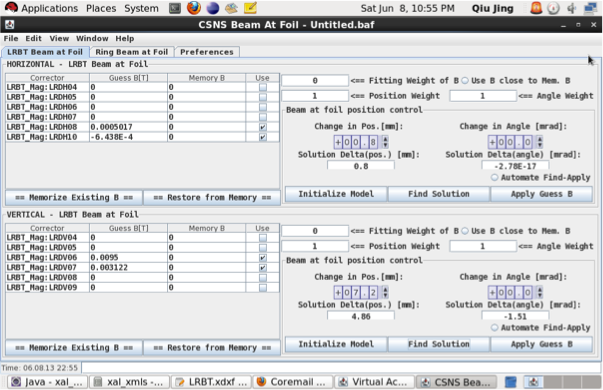 Applications Places System Sat Jun 8, 10:55 PM Qiu Jing
CSNS Beam At Foil - Untitled.baf
File Edit View Window Help
LRBT Beam at Foil Ring Beam at Foil Preferences
HORIZONTAL - LRBT Beam at Foil
Corrector Guess B[T] Memory B Use
LRBT_Mag:LRDH04 0 0
LRBT_Mag:LRDH05 0 0
LRBT_Mag:LRDH06 0 0
LRBT_Mag:LRDH07 0 0
LRBT_Mag:LRDH08 0.0005017 0
LRBT_Mag:LRDH10 -6.438E-4 0
== Memorize Existing B == == Restore from Memory ==
0 <== Fitting Weight of B Use B close to Mem. B
1 <== Position Weight 1 <== Angle Weight
Beam at foil position control
Change in Pos.[mm]: Change in Angle [mrad]:
+00.8 +00.0
Solution Delta(pos.) [mm] Solution Delta(angle) [mrad]
0.8 -2.78E-17
Automate Find-Apply
Initialize Model Find Solution Apply Guess B
VERTICAL - LRBT Beam at Foil
Corrector Guess B[T] Memory B Use
LRBT_Mag:LRDV04 0 0
LRBT_Mag:LRDV05 0 0
LRBT_Mag:LRDV06 0.0095 0
LRBT_Mag:LRDV07 0.003122 0
LRBT_Mag:LRDV08 0 0
LRBT_Mag:LRDV09 0 0
== Memorize Existing B == == Restore from Memory ==
0 <== Fitting Weight of B Use B close to Mem. B
1 <== Position Weight 1 <== Angle Weight
Beam at foil position control
Change in Pos.[mm]: Change in Angle [mrad]:
+07.2 +00.0
Solution Delta(pos.) [mm] Solution Delta(angle) [mrad]
4.86 -1.51
Automate Find-Apply
Initialize Model Find Solution Apply Guess B
Time: 06.08.13 22:55
Java - xal_... xal_xmls -... LRBT.xdxf ... Coremail ... Virtual Ac... CSNS Bea...